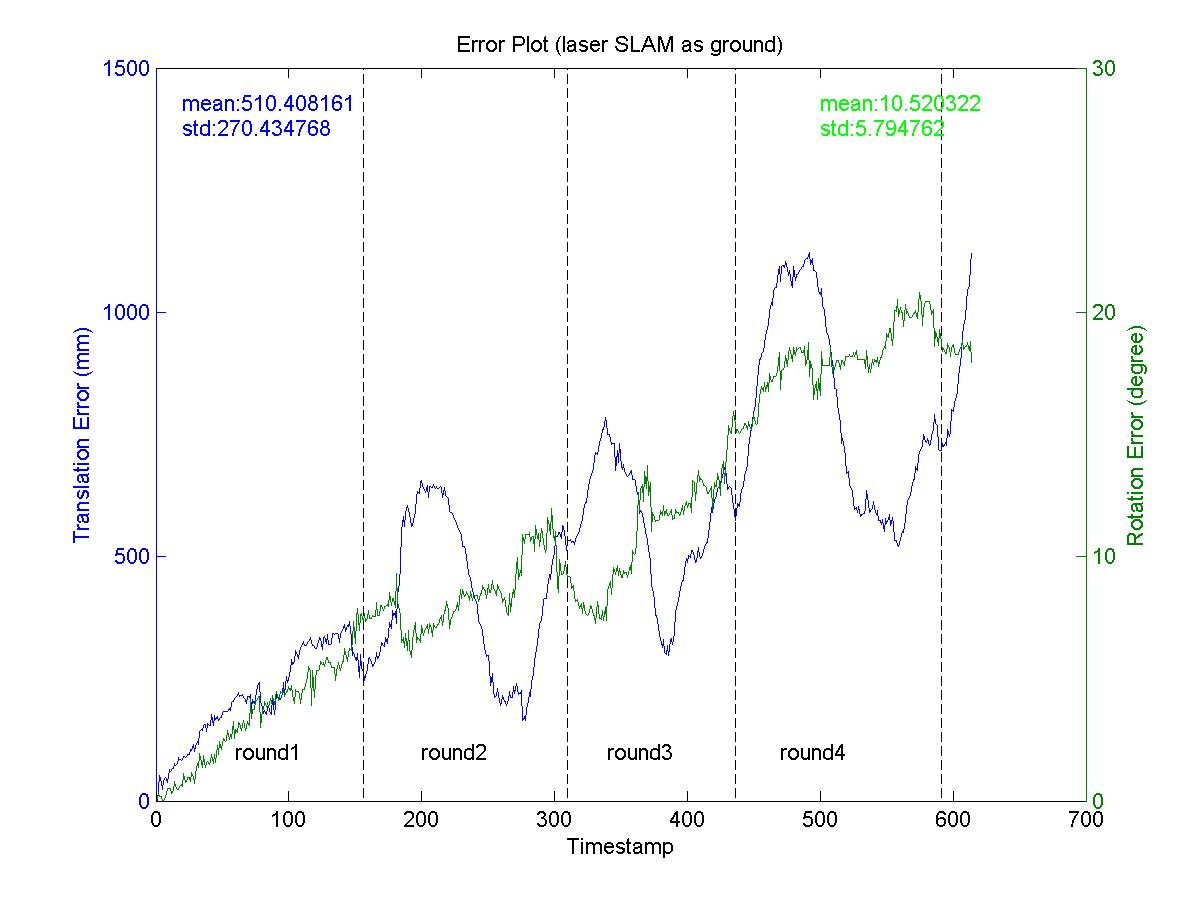 Error Plot (laser SLAM as ground)
1500
30
mean:510.408161
std:270.434768
mean:10.520322
std:5.794762
1000
20
Translation Error (mm)
Rotation Error (degree)
500
10
round1
round2
round3
round4
0
0
0
100
200
300
400
500
600
700
Timestamp